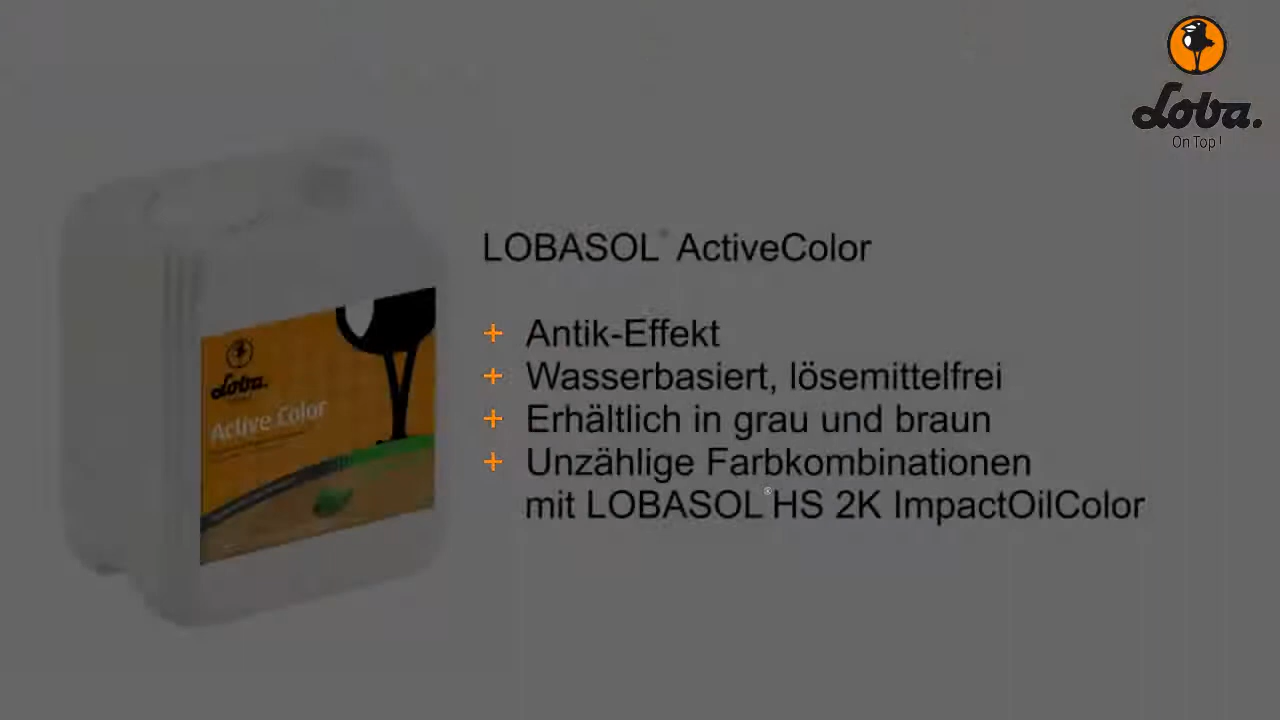 Loba.
On Top!
LOBASOL® ActiveColor
+ Antik-Effekt
+ Wasserbasiert, lösemittelfrei
+ Erhältlich in grau und braun
+ Unzählige Farbkombinationen
mit LOBASOL® HS 2K ImpactOilColor
Loba.
Active Color